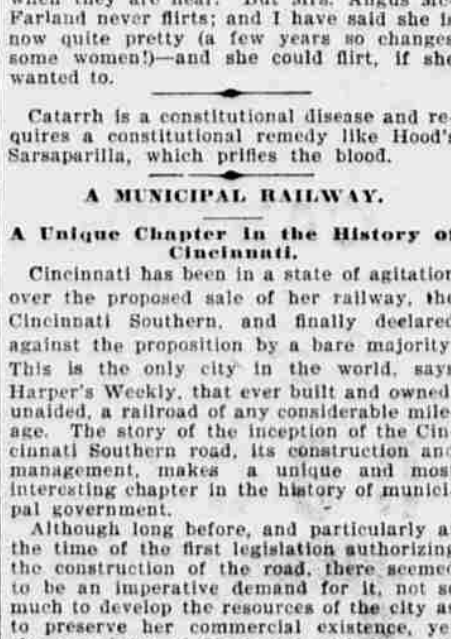 when they are near. But Mrs. Angus Mc-
Farland never flirts; and I have said she is
now quite pretty (a few years so changes
some women!)—and she could flirt, if she
wanted to.
Catarrh is a constitutional disease and re-
quires a constitutional remedy like Hood's
Sarsaparilla, which prifies the blood.
A MUNICIPAL RAILWAY.
A Unique Chapter in the History of
Cincinnati.
Cincinnati has been in a state of agitation
over the proposed sale of her railway, the
Cincinnati Southern, and finally declared
against the proposition by a bare majority
This is the only city in the world, says
Harper's Weekly, that ever built and owned,
unaided, a railroad of any considerable mile-
age. The story of the inception of the Cin-
cinnati Southern road, its construction and
management, makes a unique and most
interesting chapter in the history of munici-
pal government.
Although long before, and particularly at
the time of the first legislation authorizing
the construction of the road, there seemed
to be an imperative demand for it, not so
much to develop the resources of the city as
to preserve her commercial existence, yet